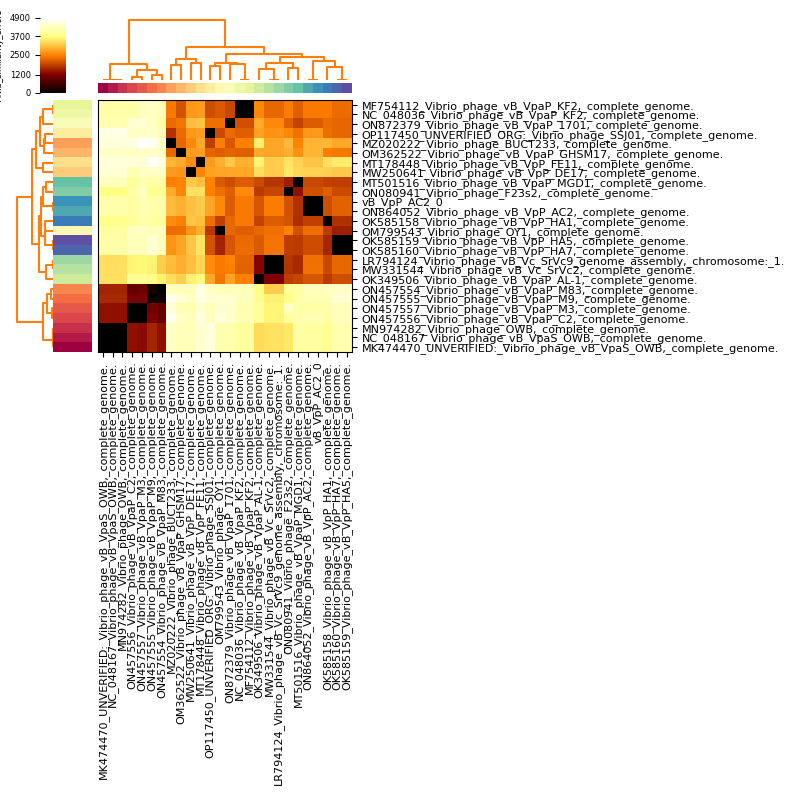 4900
3700
2500
1200
0
MF754112_Vibrio_phage_vB_VpaP_KF2,_complete_genome.
NC_048036_Vibrio_phage_vB_VpaP_KF2,_complete_genome.
ON872379_Vibrio_phage_vB_VpaP_1701,_complete_genome.
OP117450_UNVERIFIED_ORG:_Vibrio_phage_SSJ01,_complete_genome.
MZ020222_Vibrio_phage_BUCT233,_complete_genome.
OM362522_Vibrio_phage_vB_VpaP_GHSM17,_complete_genome.
MT178448_Vibrio_phage_vB_VpP_FE11,_complete_genome.
MW250641_Vibrio_phage_vB_VpP_DE17,_complete_genome.
MT501516_Vibrio_phage_vB_VpaP_MGD1,_complete_genome.
ON080941_Vibrio_phage_F23s2,_complete_genome.
vB_VpP_AC2_0
ON864052_Vibrio_phage_vB_VpP_AC2,_complete_genome.
OK585158_Vibrio_phage_vB_VpP_HA1,_complete_genome.
OM799543_Vibrio_phage_OY1,_complete_genome.
OK585159_Vibrio_phage_vB_VpP_HA5,_complete_genome.
OK585160_Vibrio_phage_vB_VpP_HA7,_complete_genome.
LR794124_Vibrio_phage_vB_Vc_SrVc9_genome_assembly,_chromosome:_1.
MW331544_Vibrio_phage_vB_Vc_SrVc2,_complete_genome.
OK349506_Vibrio_phage_vB_VpaP_AL-1,_complete_genome.
ON457554_Vibrio_phage_vB_VpaP_M83,_complete_genome.
ON457555_Vibrio_phage_vB_VpaP_M9,_complete_genome.
ON457557_Vibrio_phage_vB_VpaP_M3,_complete_genome.
ON457556_Vibrio_phage_vB_VpaP_C2,_complete_genome.
MN974282_Vibrio_phage_OWB,_complete_genome.
NC_048167_Vibrio_phage_vB_VpaS_OWB,_complete_genome.
MK474470_UNVERIFIED:_Vibrio_phage_vB_VpaS_OWB,_complete_genome.
MK474470_UNVERIFIED:_Vibrio_phage_vB_VpaS_OWB,_complete_genome.
NC_048167_Vibrio_phage_vB_VpaS_OWB,_complete_genome.
MN974282_Vibrio_phage_OWB,_complete_genome.
ON457556_Vibrio_phage_vB_VpaP_C2,_complete_genome.
ON457557_Vibrio_phage_vB_VpaP_M3,_complete_genome.
ON457555_Vibrio_phage_vB_VpaP_M9,_complete_genome.
ON457554_Vibrio_phage_vB_VpaP_M83,_complete_genome.
MZ020222_Vibrio_phage_BUCT233,_complete_genome.
OM362522_Vibrio_phage_vB_VpaP_GHSM17,_complete_genome.
MW250641_Vibrio_phage_vB_VpP_DE17,_complete_genome.
MT178448_Vibrio_phage_vB_VpP_FE11,_complete_genome.
OP117450_UNVERIFIED_ORG:_Vibrio_phage_SSJ01,_complete_genome.
OM799543_Vibrio_phage_OY1,_complete_genome.
ON872379_Vibrio_phage_vB_VpaP_1701,_complete_genome.
NC_048036_Vibrio_phage_vB_VpaP_KF2,_complete_genome.
MF754112_Vibrio_phage_vB_VpaP_KF2,_complete_genome.
OK349506_Vibrio_phage_vB_VpaP_AL-1,_complete_genome.
MW331544_Vibrio_phage_vB_Vc_SrVc2,_complete_genome.
LR794124_Vibrio_phage_vB_Vc_SrVc9_genome_assembly,_chromosome:_1.
ON080941_Vibrio_phage_F23s2,_complete_genome.
MT501516_Vibrio_phage_vB_VpaP_MGD1,_complete_genome.
ON864052_Vibrio_phage_vB_VpP_AC2,_complete_genome.
vB_VpP_AC2_0
OK585158_Vibrio_phage_vB_VpP_HA1,_complete_genome.
OK585160_Vibrio_phage_vB_VpP_HA7,_complete_genome.
OK585159_Vibrio_phage_vB_VpP_HA5,_complete_genome.